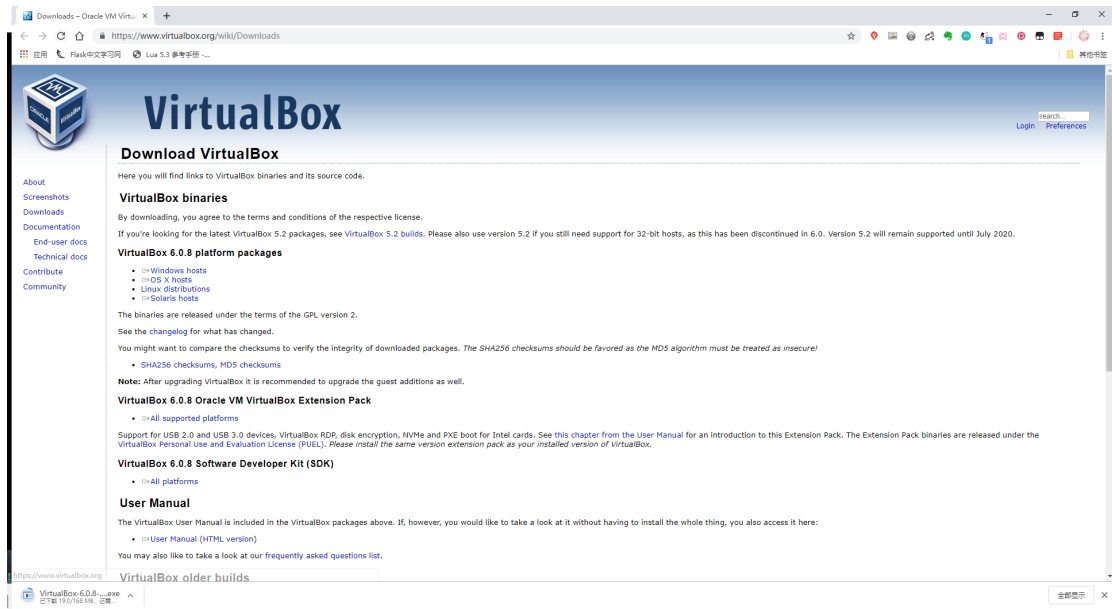 Downloads – Oracle VM Virtu
https://www.virtualbox.org/wiki/Downloads
应用 Flask中文学习网 Lua 5.3 参考手册 -...
其他书签
ORACLE
VirtualBox
VirtualBox
search...
Login Preferences
Download VirtualBox
Here you will find links to VirtualBox binaries and its source code.
About
Screenshots
Downloads
Documentation
End-user docs
Technical docs
Contribute
Community
VirtualBox binaries
By downloading, you agree to the terms and conditions of the respective license.
If you're looking for the latest VirtualBox 5.2 packages, see VirtualBox 5.2 builds. Please also use version 5.2 if you still need support for 32-bit hosts, as this has been discontinued in 6.0. Version 5.2 will remain supported until July 2020.
VirtualBox 6.0.8 platform packages
• Windows hosts
• OS X hosts
• Linux distributions
• Solaris hosts
The binaries are released under the terms of the GPL version 2.
See the changelog for what has changed.
You might want to compare the checksums to verify the integrity of downloaded packages. The SHA256 checksums should be favored as the MD5 algorithm must be treated as insecure!
• SHA256 checksums, MD5 checksums
Note: After upgrading VirtualBox it is recommended to upgrade the guest additions as well.
VirtualBox 6.0.8 Oracle VM VirtualBox Extension Pack
• All supported platforms
Support for USB 2.0 and USB 3.0 devices, VirtualBox RDP, disk encryption, NVMe and PXE boot for Intel cards. See this chapter from the User Manual for an introduction to this Extension Pack. The Extension Pack binaries are released under the
VirtualBox Personal Use and Evaluation License (PUEL). Please install the same version extension pack as your installed version of VirtualBox.
VirtualBox 6.0.8 Software Developer Kit (SDK)
• All platforms
User Manual
The VirtualBox User Manual is included in the VirtualBox packages above. If, however, you would like to take a look at it without having to install the whole thing, you also access it here:
• User Manual (HTML version)
You may also like to take a look at our frequently asked questions list.
https://www.virtualbox.org
VirtualBox older builds
VirtualBox-6.0.8-....exe
已下载 19.0/168 MB，还需...
全部显示